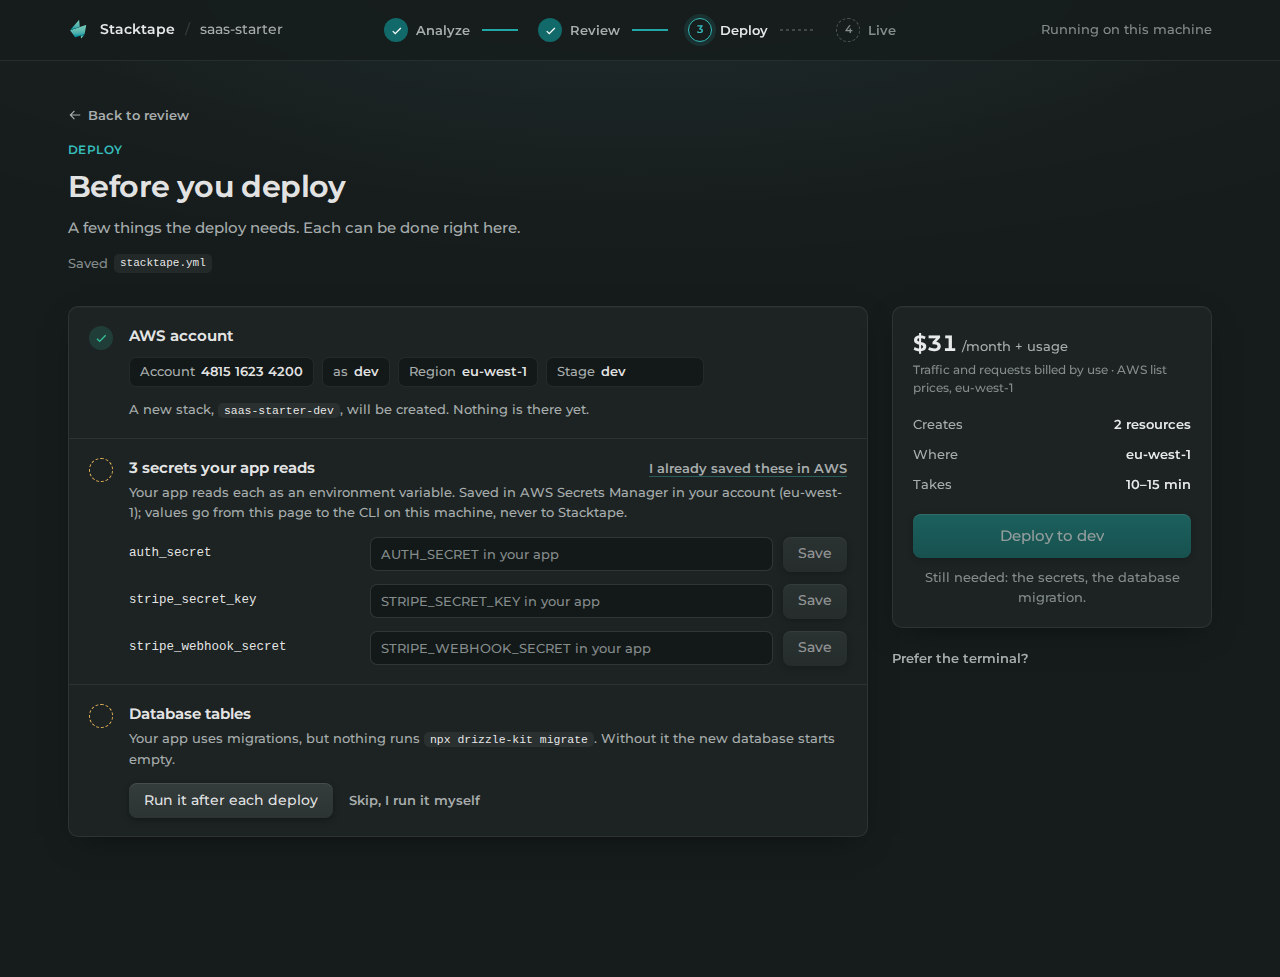 Stacktape / saas-starter
Analyze
Review
3 Deploy
4 Live
Running on this machine
← Back to review
DEPLOY
Before you deploy
A few things the deploy needs. Each can be done right here.
Saved stacktape.yml
AWS account
Account 4815 1623 4200
as dev
Region eu-west-1
Stage dev
A new stack, saas-starter-dev, will be created. Nothing is there yet.
3 secrets your app reads
I already saved these in AWS
Your app reads each as an environment variable. Saved in AWS Secrets Manager in your account (eu-west-
1); values go from this page to the CLI on this machine, never to Stacktape.
auth_secret
AUTH_SECRET in your app
Save
stripe_secret_key
STRIPE_SECRET_KEY in your app
Save
stripe_webhook_secret
STRIPE_WEBHOOK_SECRET in your app
Save
Database tables
Your app uses migrations, but nothing runs npx drizzle-kit migrate. Without it the new database starts
empty.
Run it after each deploy
Skip, I run it myself
$31 /month + usage
Traffic and requests billed by use · AWS list
prices, eu-west-1
Creates 2 resources
Where eu-west-1
Takes 10–15 min
Deploy to dev
Still needed: the secrets, the database
migration.
Prefer the terminal?